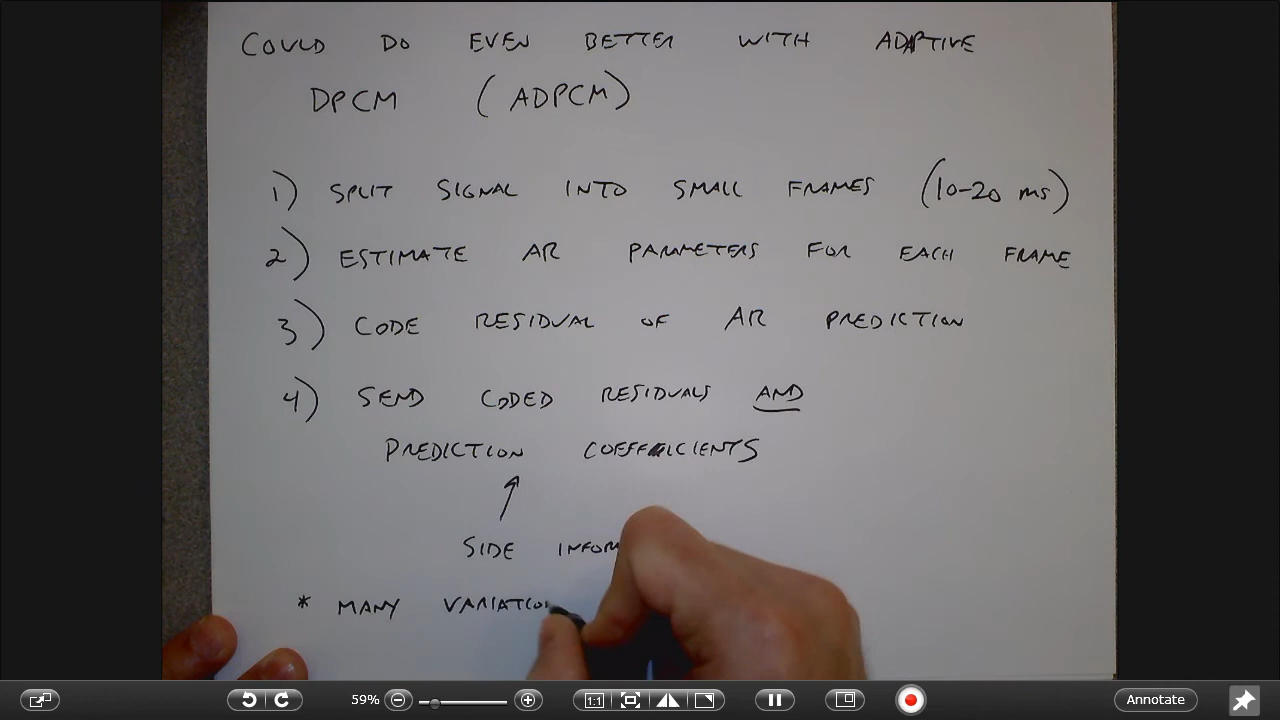 COULD DO EVEN BETTER WITH ADAPTIVE
DPCM (ADPCM)
1) SPLIT SIGNAL INTO SMALL FRAMES (10-20 ms)
2) ESTIMATE AR PARAMETERS FOR EACH FRAME
3) CODE RESIDUAL OF AR PREDICTION
4) SEND CODED RESIDUALS AND
PREDICTION COEFFICIENTS
SIDE
* MANY
59% 1:1 Annotate